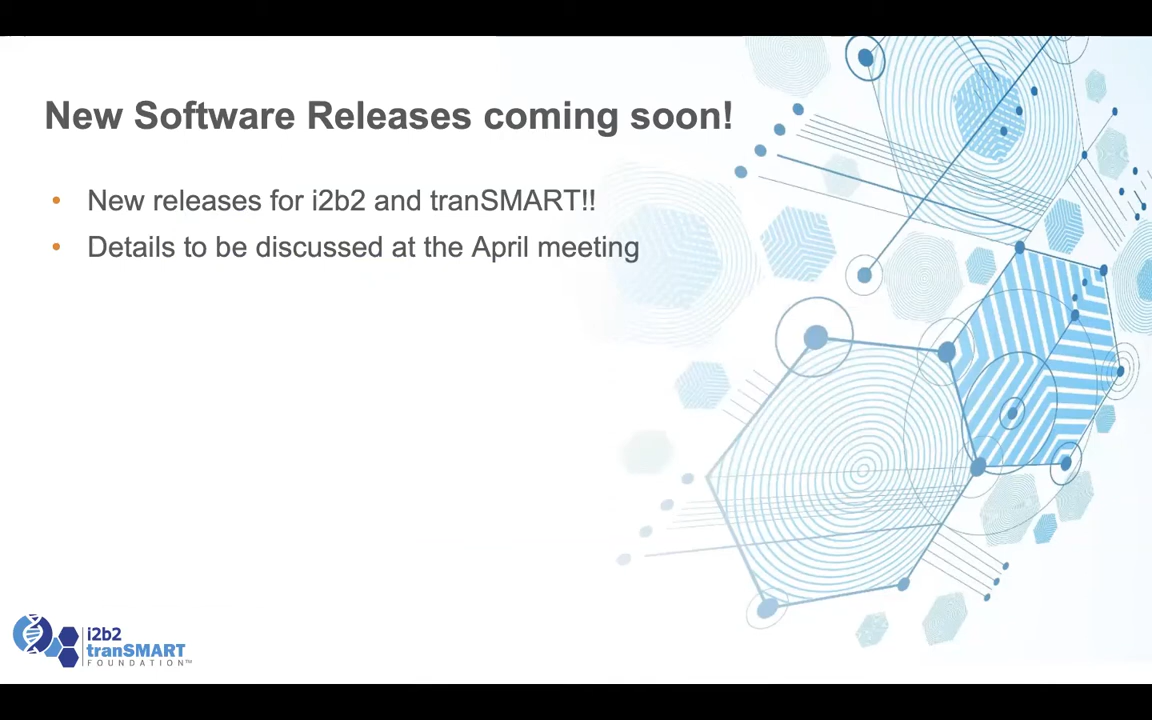 New Software Releases coming soon!
• New releases for i2b2 and tranSMART!!
• Details to be discussed at the April meeting
i2b2
tranSMART
FOUNDATION™